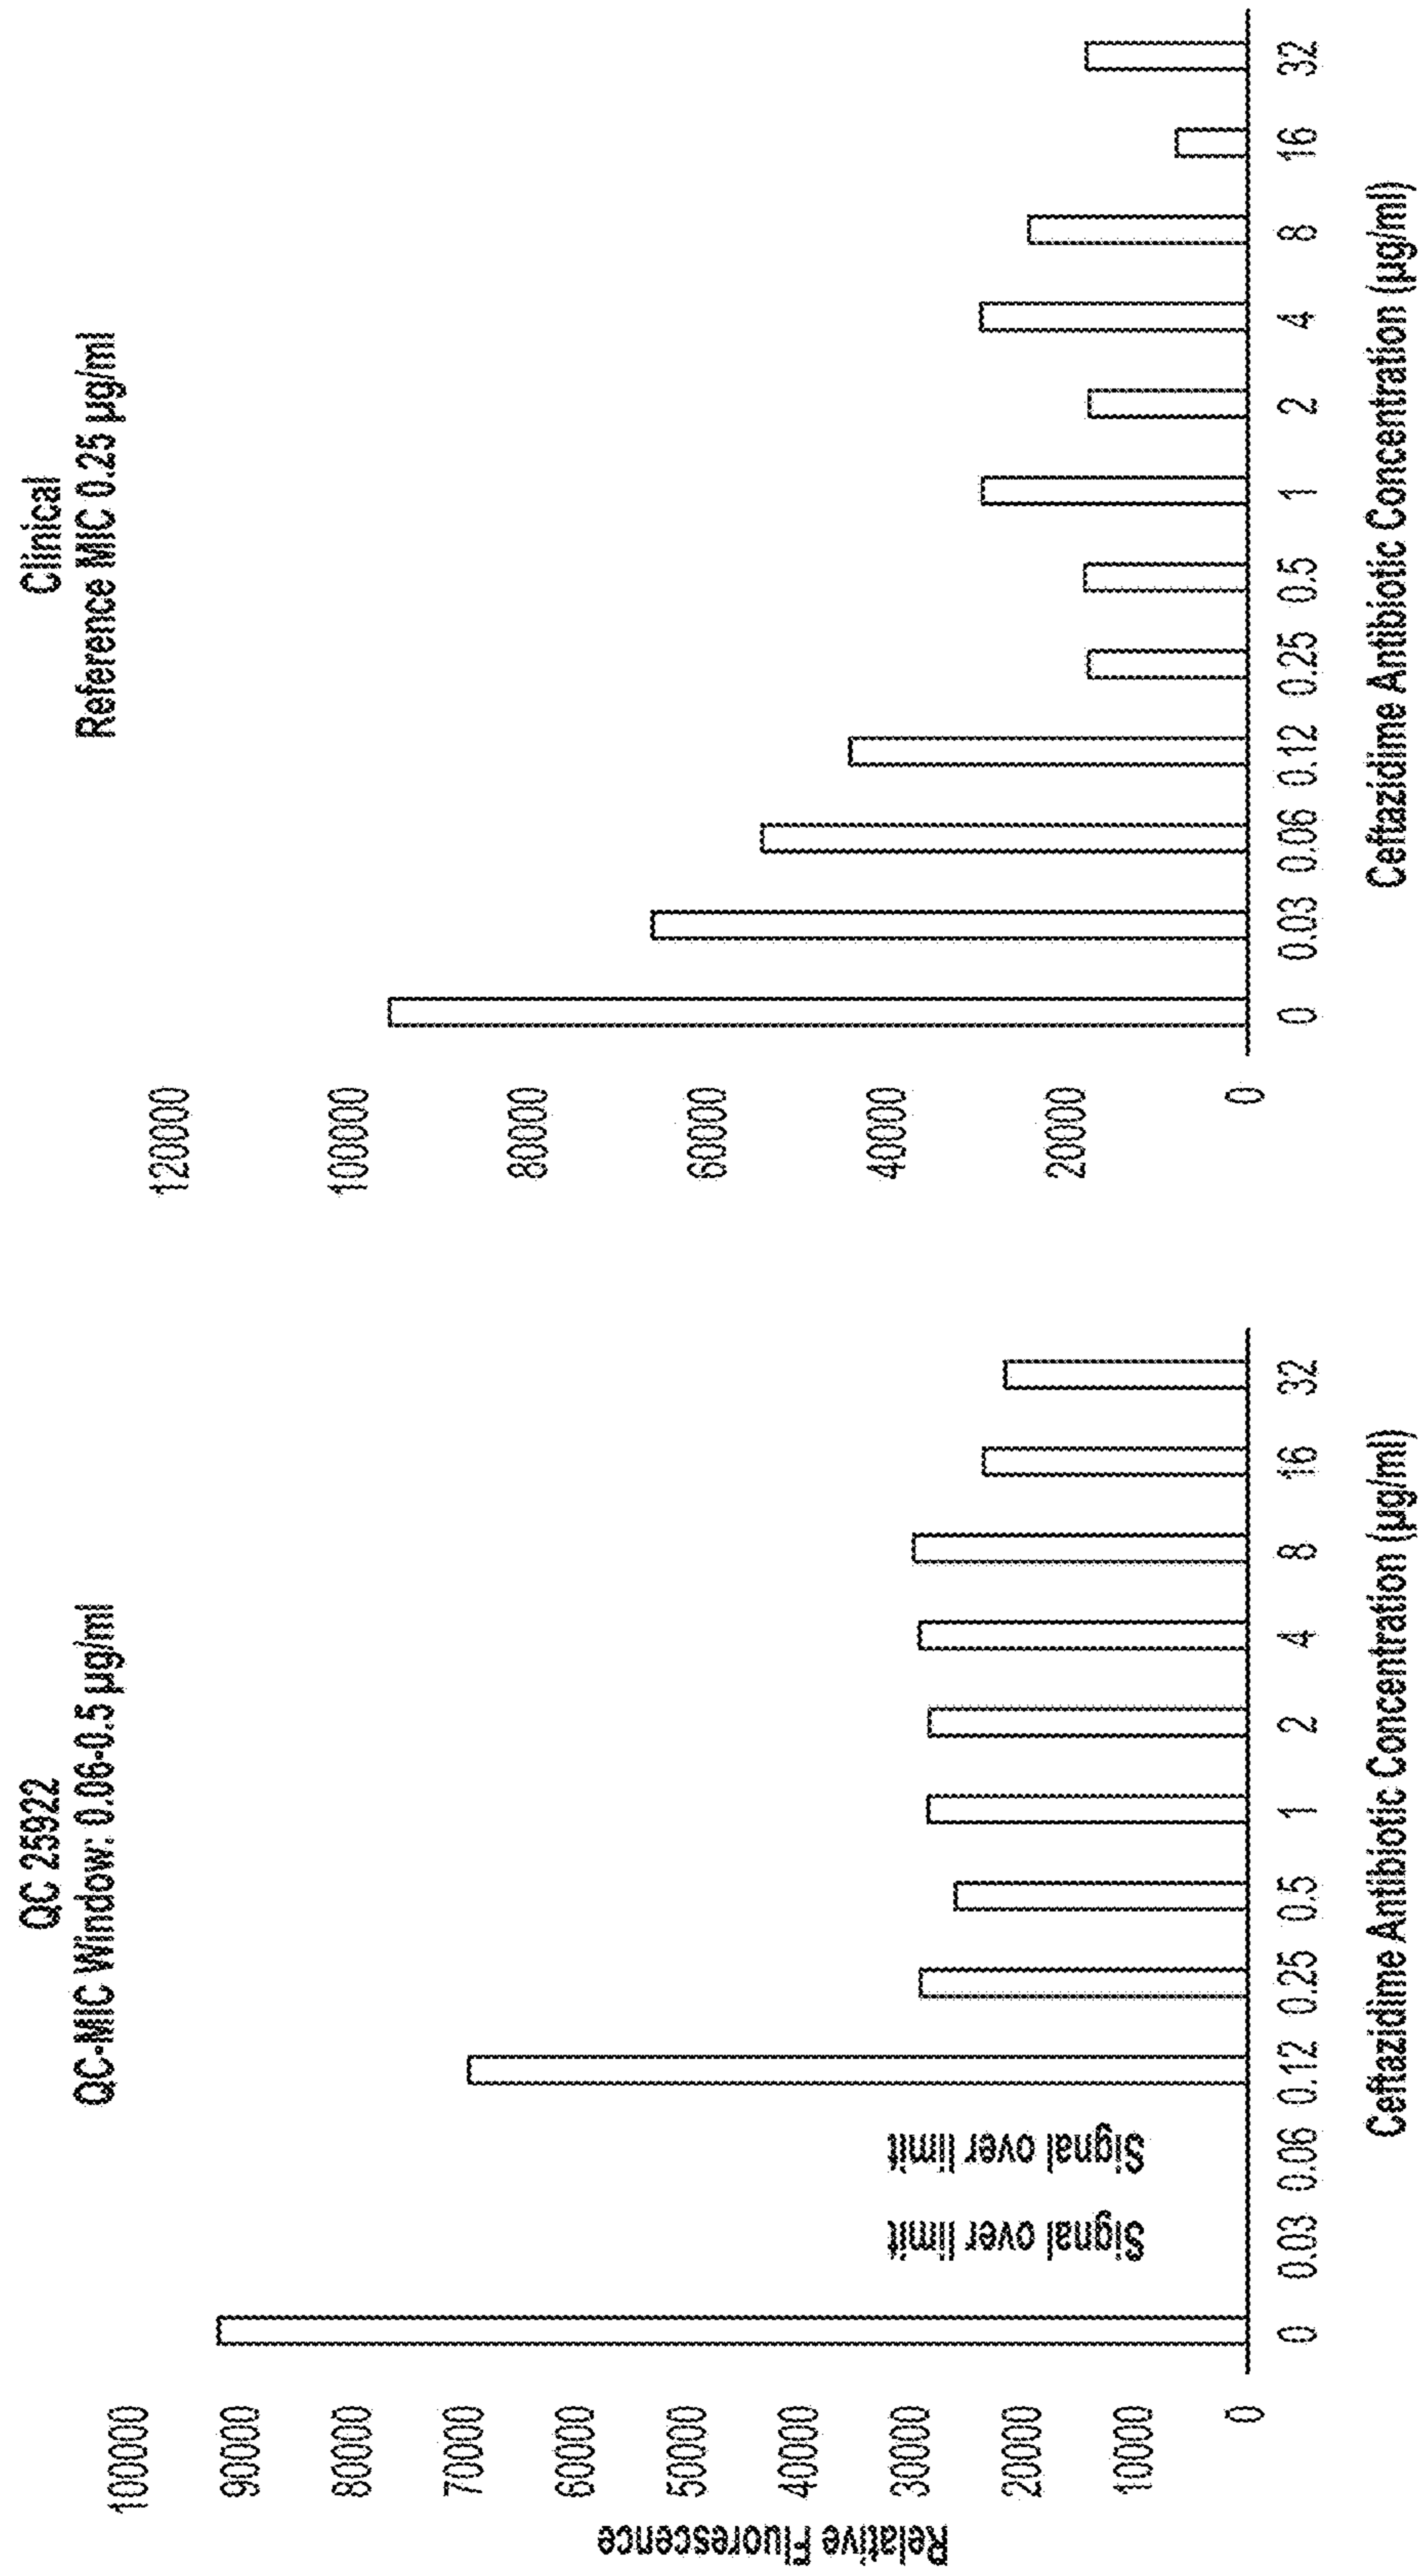 QC 25922
QC-MIC Window: 0.06-0.5 µg/ml
Relative Fluorescence
100000
90000
80000
70000
60000
50000
40000
30000
20000
10000
0
Signal over limit
Signal over limit
0 0.03 0.06 0.12 0.25 0.5 1 2 4 8 16 32
Ceftazidime Antibiotic Concentration (µg/ml)
Clinical
Reference MIC 0.25 µg/ml
120000
100000
80000
60000
40000
20000
0
0 0.03 0.06 0.12 0.25 0.5 1 2 4 8 16 32
Ceftazidime Antibiotic Concentration (µg/ml)